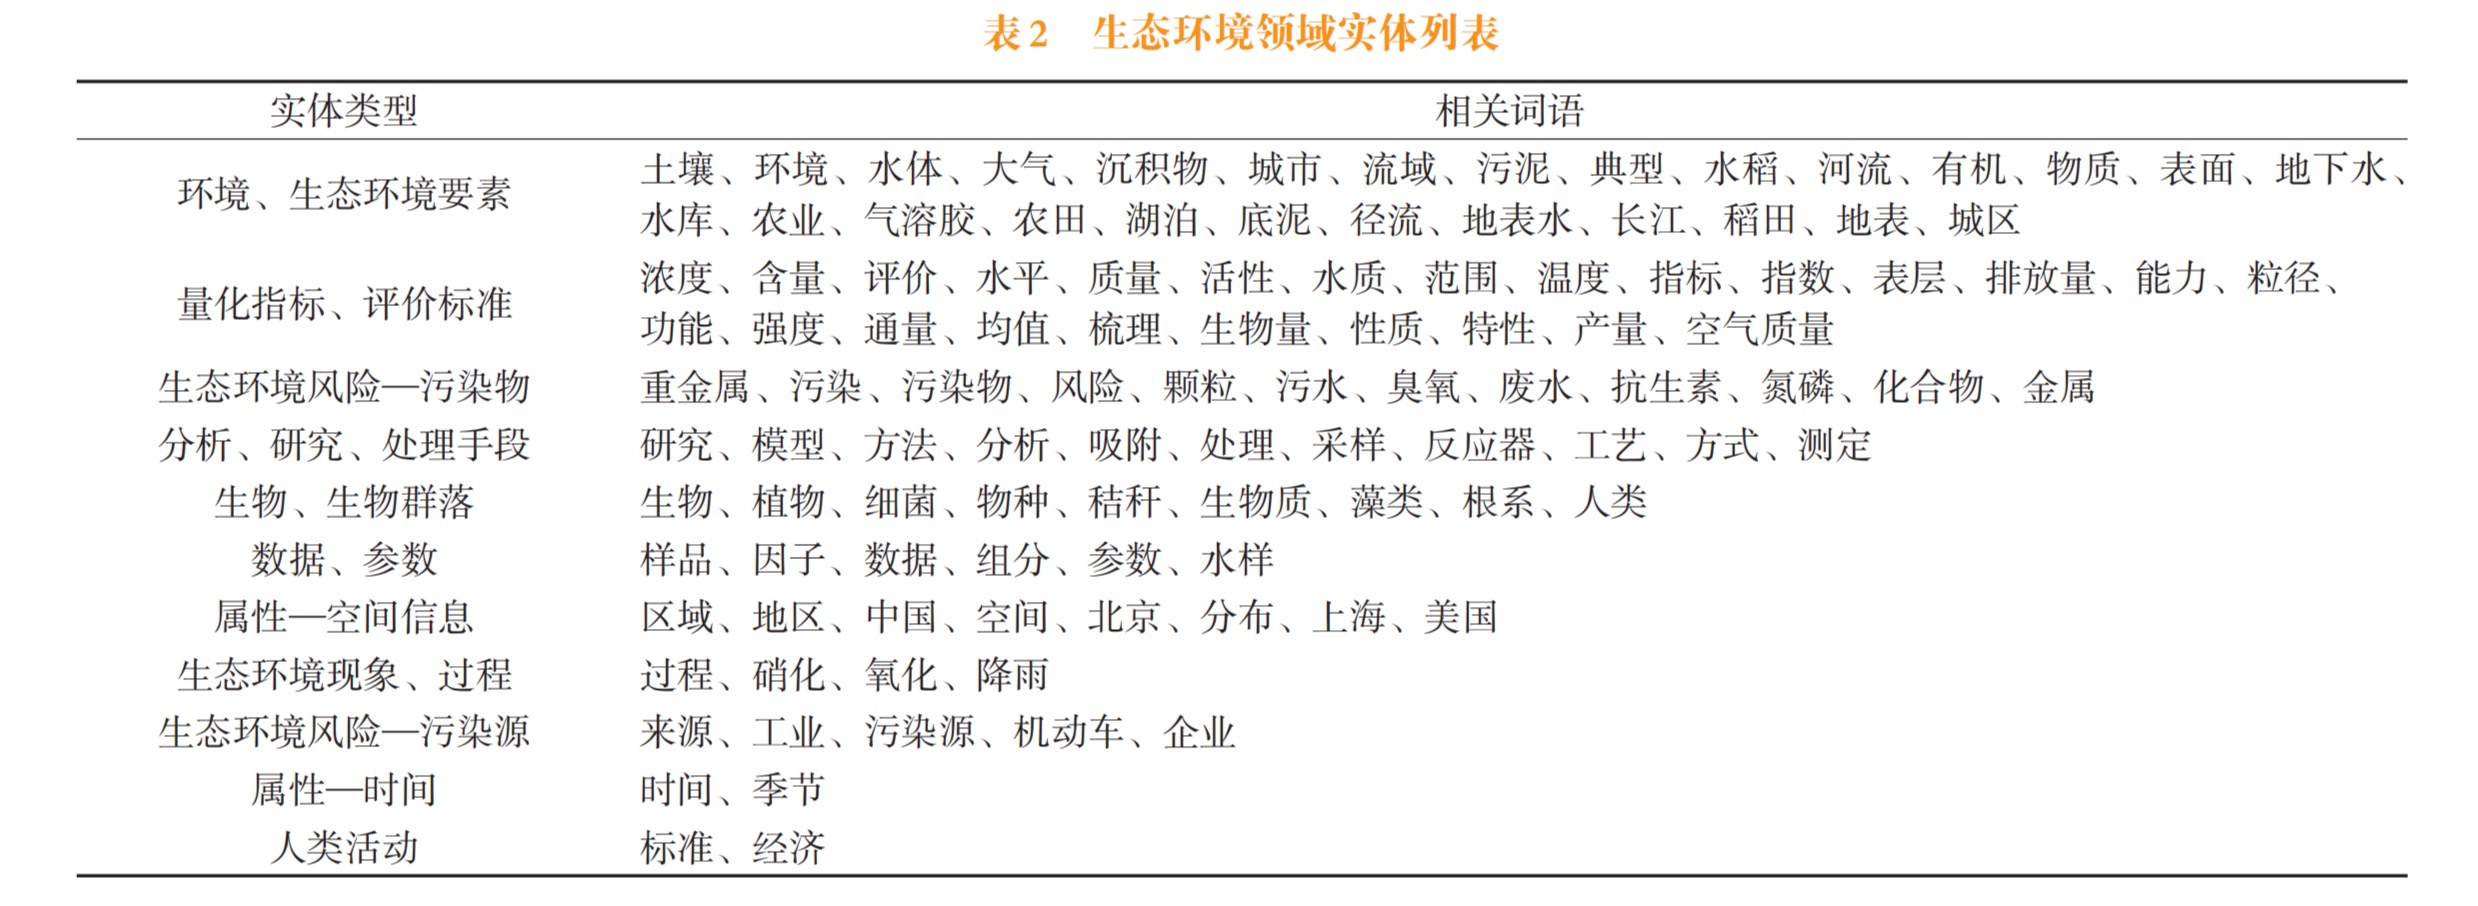 表2 生态环境领域实体列表
实体类型 相关词语
环境、生态环境要素 土壤、环境、水体、大气、沉积物、城市、流域、污泥、典型、水稻、河流、有机、物质、表面、地下水、
水库、农业、气溶胶、农田、湖泊、底泥、径流、地表水、长江、稻田、地表、城区
量化指标、评价标准 浓度、含量、评价、水平、质量、活性、水质、范围、温度、指标、指数、表层、排放量、能力、粒径、
功能、强度、通量、均值、梳理、生物量、性质、特性、产量、空气质量
生态环境风险—污染物 重金属、污染、污染物、风险、颗粒、污水、臭氧、废水、抗生素、氮磷、化合物、金属
分析、研究、处理手段 研究、模型、方法、分析、吸附、处理、采样、反应器、工艺、方式、测定
生物、生物群落 生物、植物、细菌、物种、秸秆、生物质、藻类、根系、人类
数据、参数 样品、因子、数据、组分、参数、水样
属性—空间信息 区域、地区、中国、空间、北京、分布、上海、美国
生态环境现象、过程 过程、硝化、氧化、降雨
生态环境风险—污染源 来源、工业、污染源、机动车、企业
属性—时间 时间、季节
人类活动 标准、经济